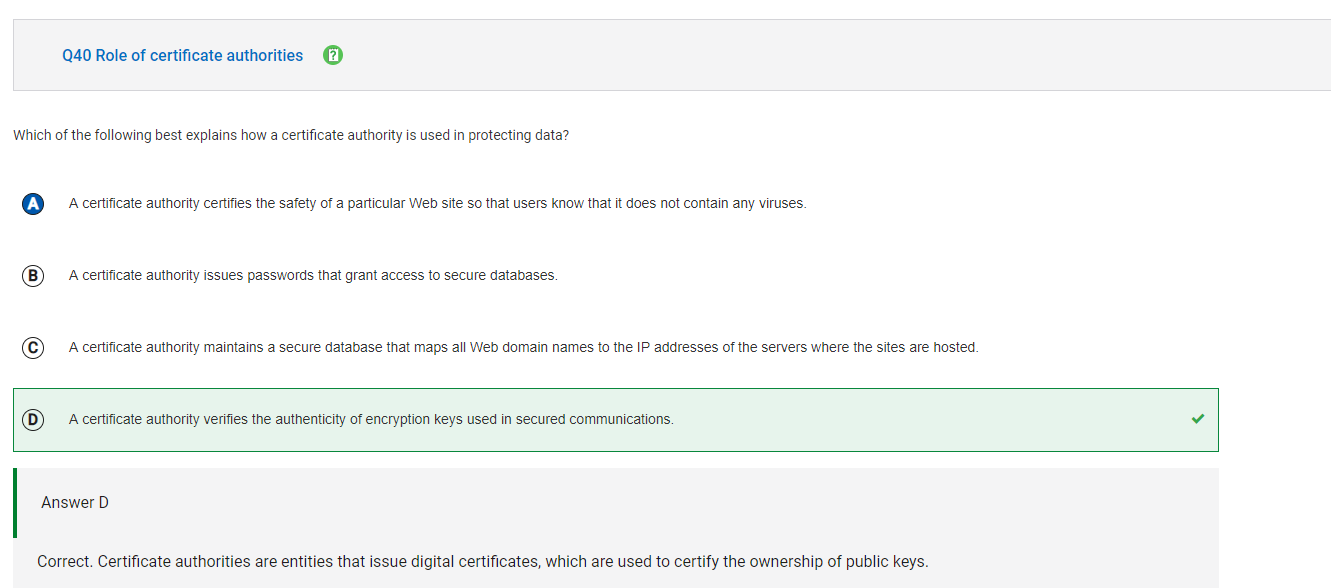 Q40 Role of certificate authorities ?
Which of the following best explains how a certificate authority is used in protecting data?
A A certificate authority certifies the safety of a particular Web site so that users know that it does not contain any viruses.
B A certificate authority issues passwords that grant access to secure databases.
C A certificate authority maintains a secure database that maps all Web domain names to the IP addresses of the servers where the sites are hosted.
D A certificate authority verifies the authenticity of encryption keys used in secured communications.
Answer D
Correct. Certificate authorities are entities that issue digital certificates, which are used to certify the ownership of public keys.